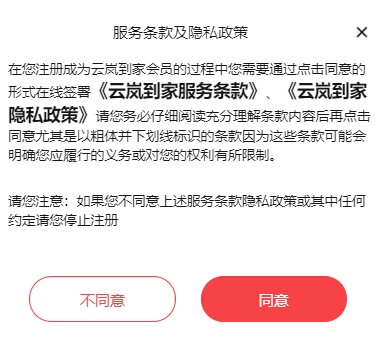 服务条款及隐私政策
在您注册成为云岚到家会员的过程中您需要通过点击同意的
形式在线签署《云岚到家服务条款》、《云岚到家
隐私政策》请您务必仔细阅读充分理解条款内容后再点击
同意尤其是以粗体并下划线标识的条款因为这些条款可能会
明确您应履行的义务或对您的权利有所限制。
请您注意：如果您不同意上述服务条款隐私政策或其中任何
约定请您停止注册
不同意
同意